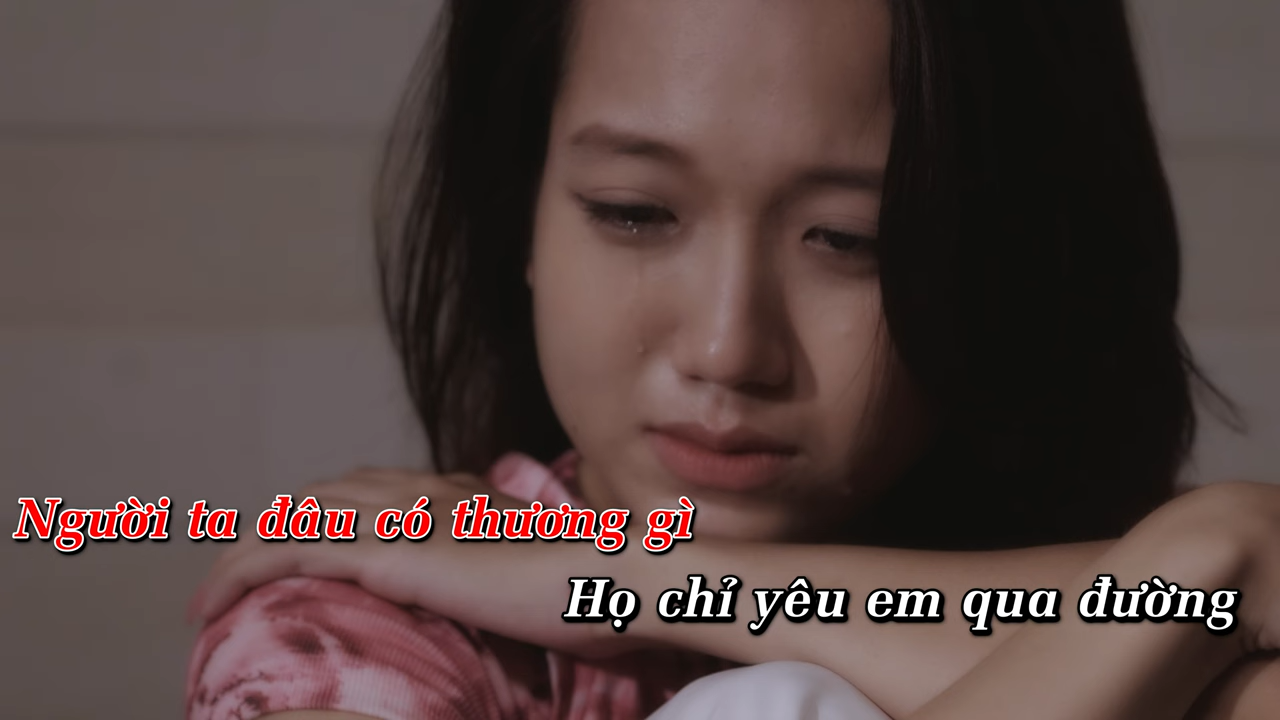 Người ta đâu có thương gì
Họ chỉ yêu em qua đường